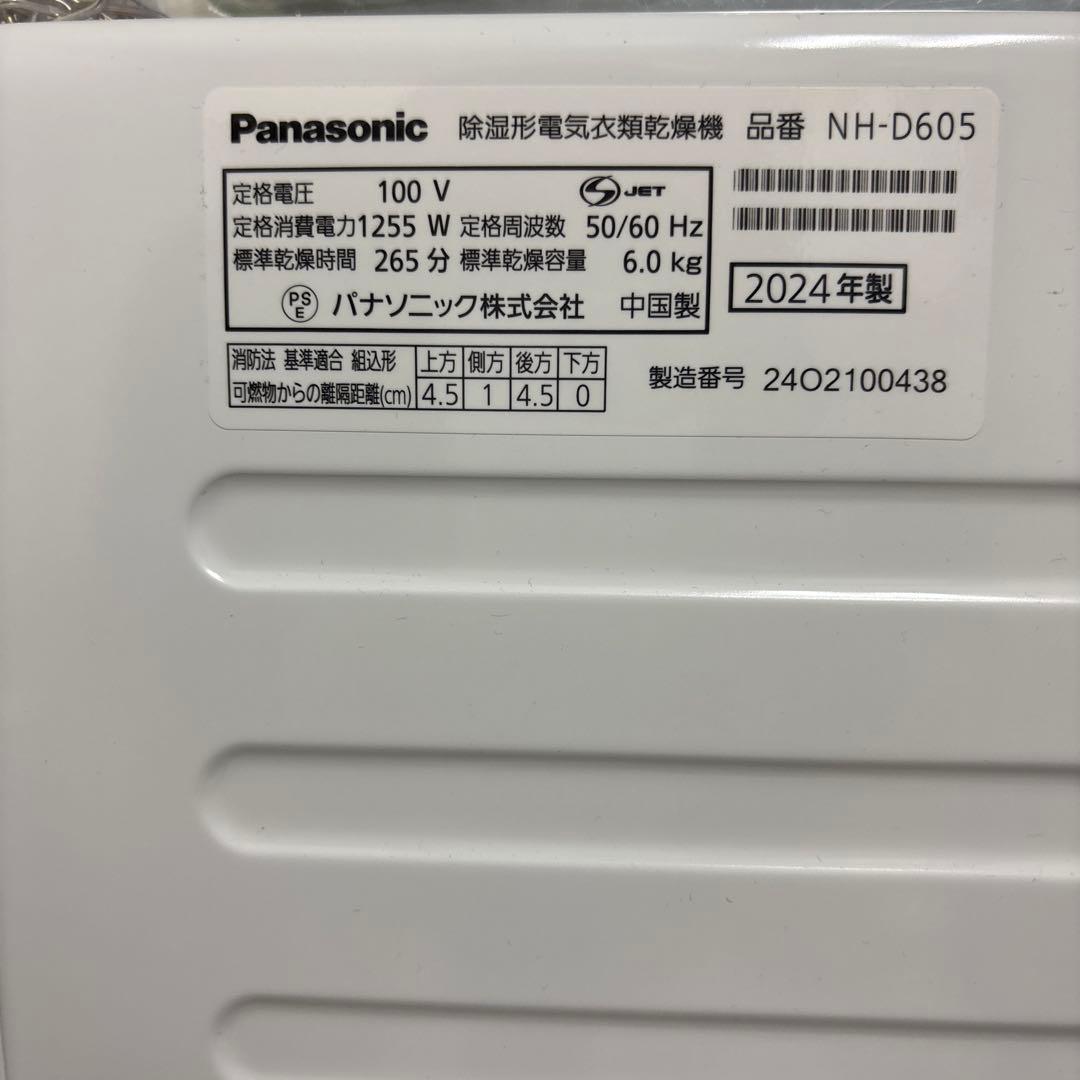 Panasonic 除湿形電気衣類乾燥機 品番 NH-D605
定格電圧 100 V JET
定格消費電力1255 W 定格周波数 50/60 Hz
標準乾燥時間 265 分 標準乾燥容量 6.0 kg
PSE パナソニック株式会社 中国製
2024年製
消防法 基準適合 組込形 上方 側方 後方 下方
可燃物からの離隔距離(cm) 4.5 1 4.5 0
製造番号 24O2100438